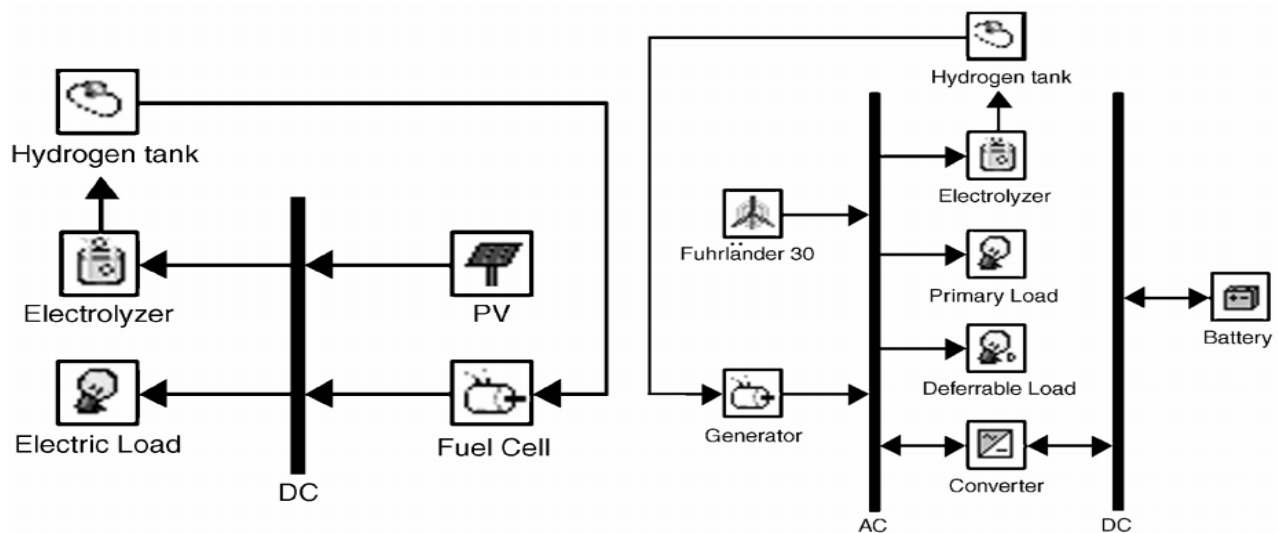 Hydrogen tank
Electrolyzer
PV
Electric Load
Fuel Cell
DC
Hydrogen tank
Electrolyzer
Fuhrländer 30
Primary Load
Battery
Deferrable Load
Generator
Converter
AC
DC